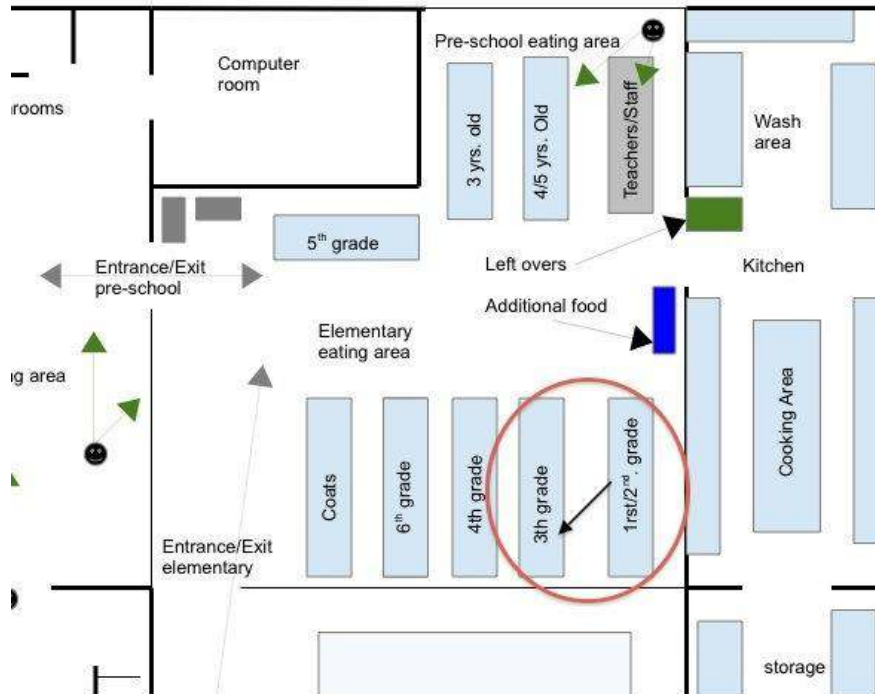 Pre-school eating area
Computer
room
rooms
3 yrs. old
4/5 yrs. Old
Teachers/Staff
Wash
area
5th grade
Entrance/Exit
pre-school
Left overs
Kitchen
Additional food
Elementary
eating area
ng area
Coats
6th grade
4th grade
3th grade
1rst/2nd. grade
Cooking Area
Entrance/Exit
elementary
storage